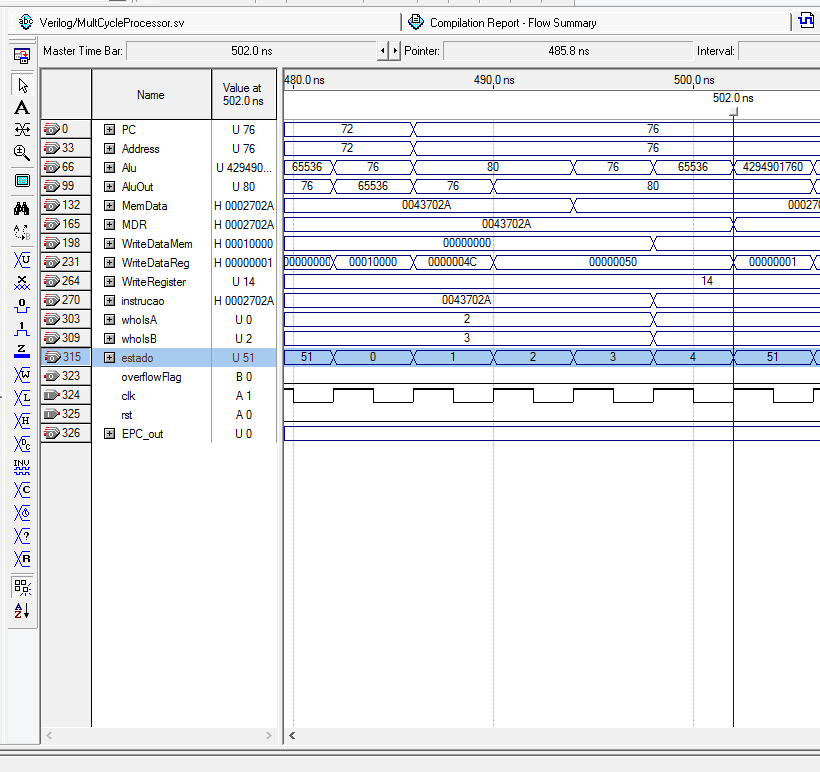 Verilog/MultCycleProcessor.sv Compilation Report - Flow Summary
Master Time Bar: 502.0 ns Pointer: 485.8 ns Interval:
Name Value at 502.0 ns 480.0 ns 490.0 ns 500.0 ns
502.0 ns
0 PC U 76 72 76
33 Address U 76 72 76
66 Alu U 429490... 65536 76 80 76 65536 4294901760
99 AluOut U 80 76 65536 76 80
132 MemData H 0002702A 0043702A 000270
165 MDR H 0002702A 0043702A
198 WriteDataMem H 00010000 00000000
231 WriteDataReg H 00000001 00000000 00010000 0000004C 00000050 00000001
264 WriteRegister U 14 14
270 instrucao H 0002702A 0043702A
303 whoIsA U 0 2
309 whoIsB U 2 3
315 estado U 51 51 0 1 2 3 4 51
323 overflowFlag B 0
324 clk A 1
325 rst A 0
326 EPC_out U 0